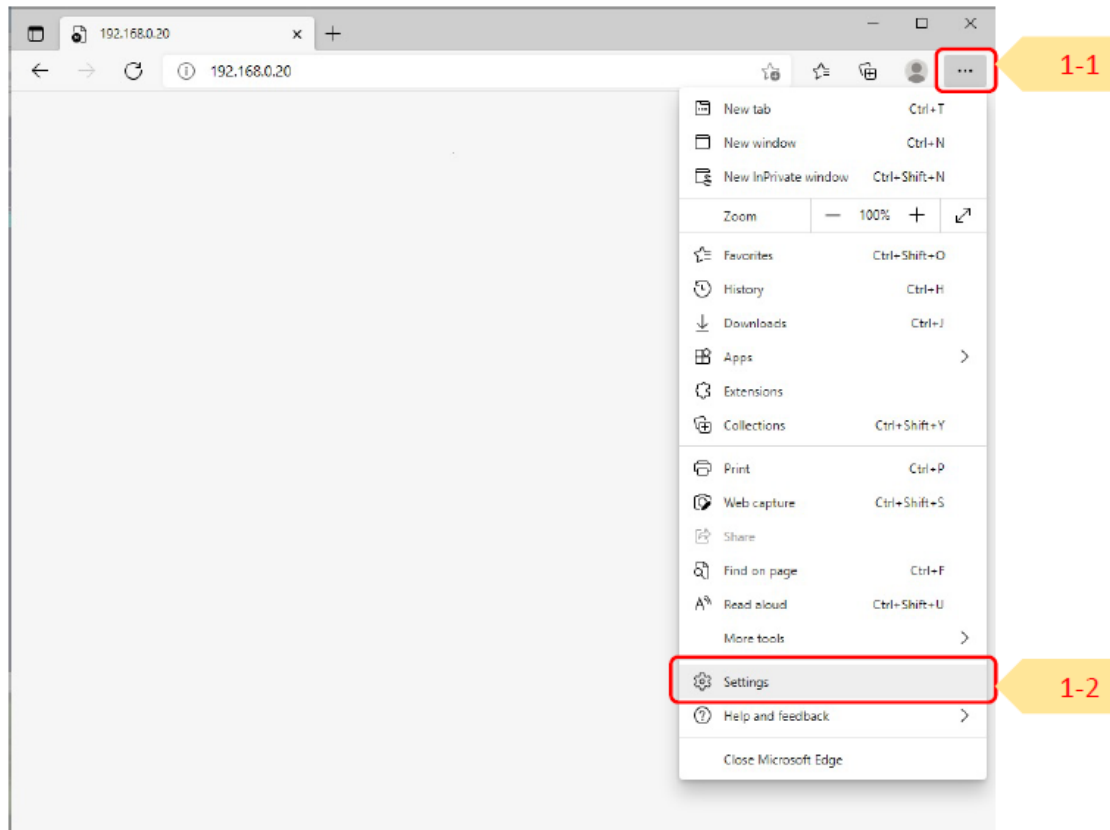 192.168.0.20
192.168.0.20
1-1
New tab Ctrl+T
New window Ctrl+N
New InPrivate window Ctrl+Shift+N
Zoom — 100% +
Favorites Ctrl+Shift+O
History Ctrl+H
Downloads Ctrl+J
Apps
Extensions
Collections Ctrl+Shift+Y
Print Ctrl+P
Web capture Ctrl+Shift+S
Share
Find on page Ctrl+F
Read aloud Ctrl+Shift+U
More tools
Settings
1-2
Help and feedback
Close Microsoft Edge